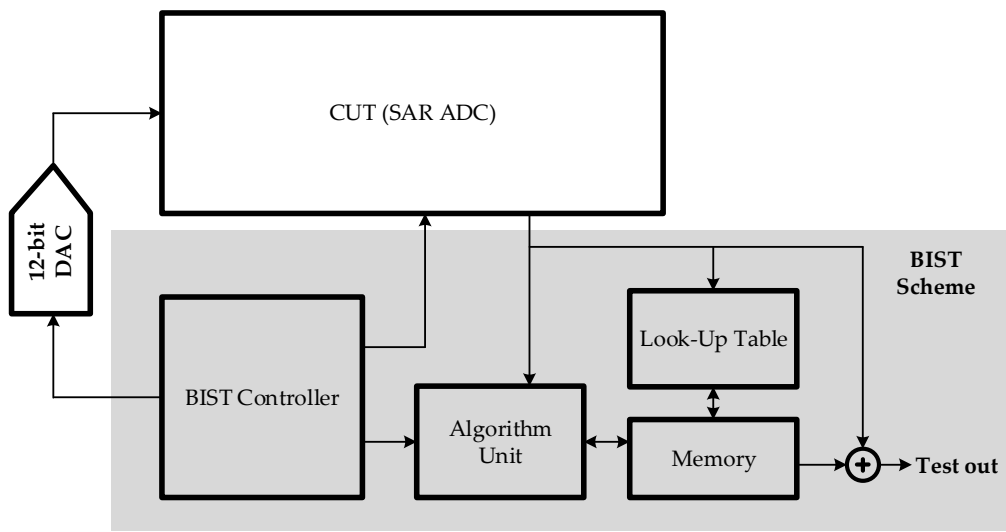 CUT (SAR ADC)
12-bit
DAC
BIST
Scheme
Look-Up Table
BIST Controller
Algorithm
Unit
Memory
+
Test out